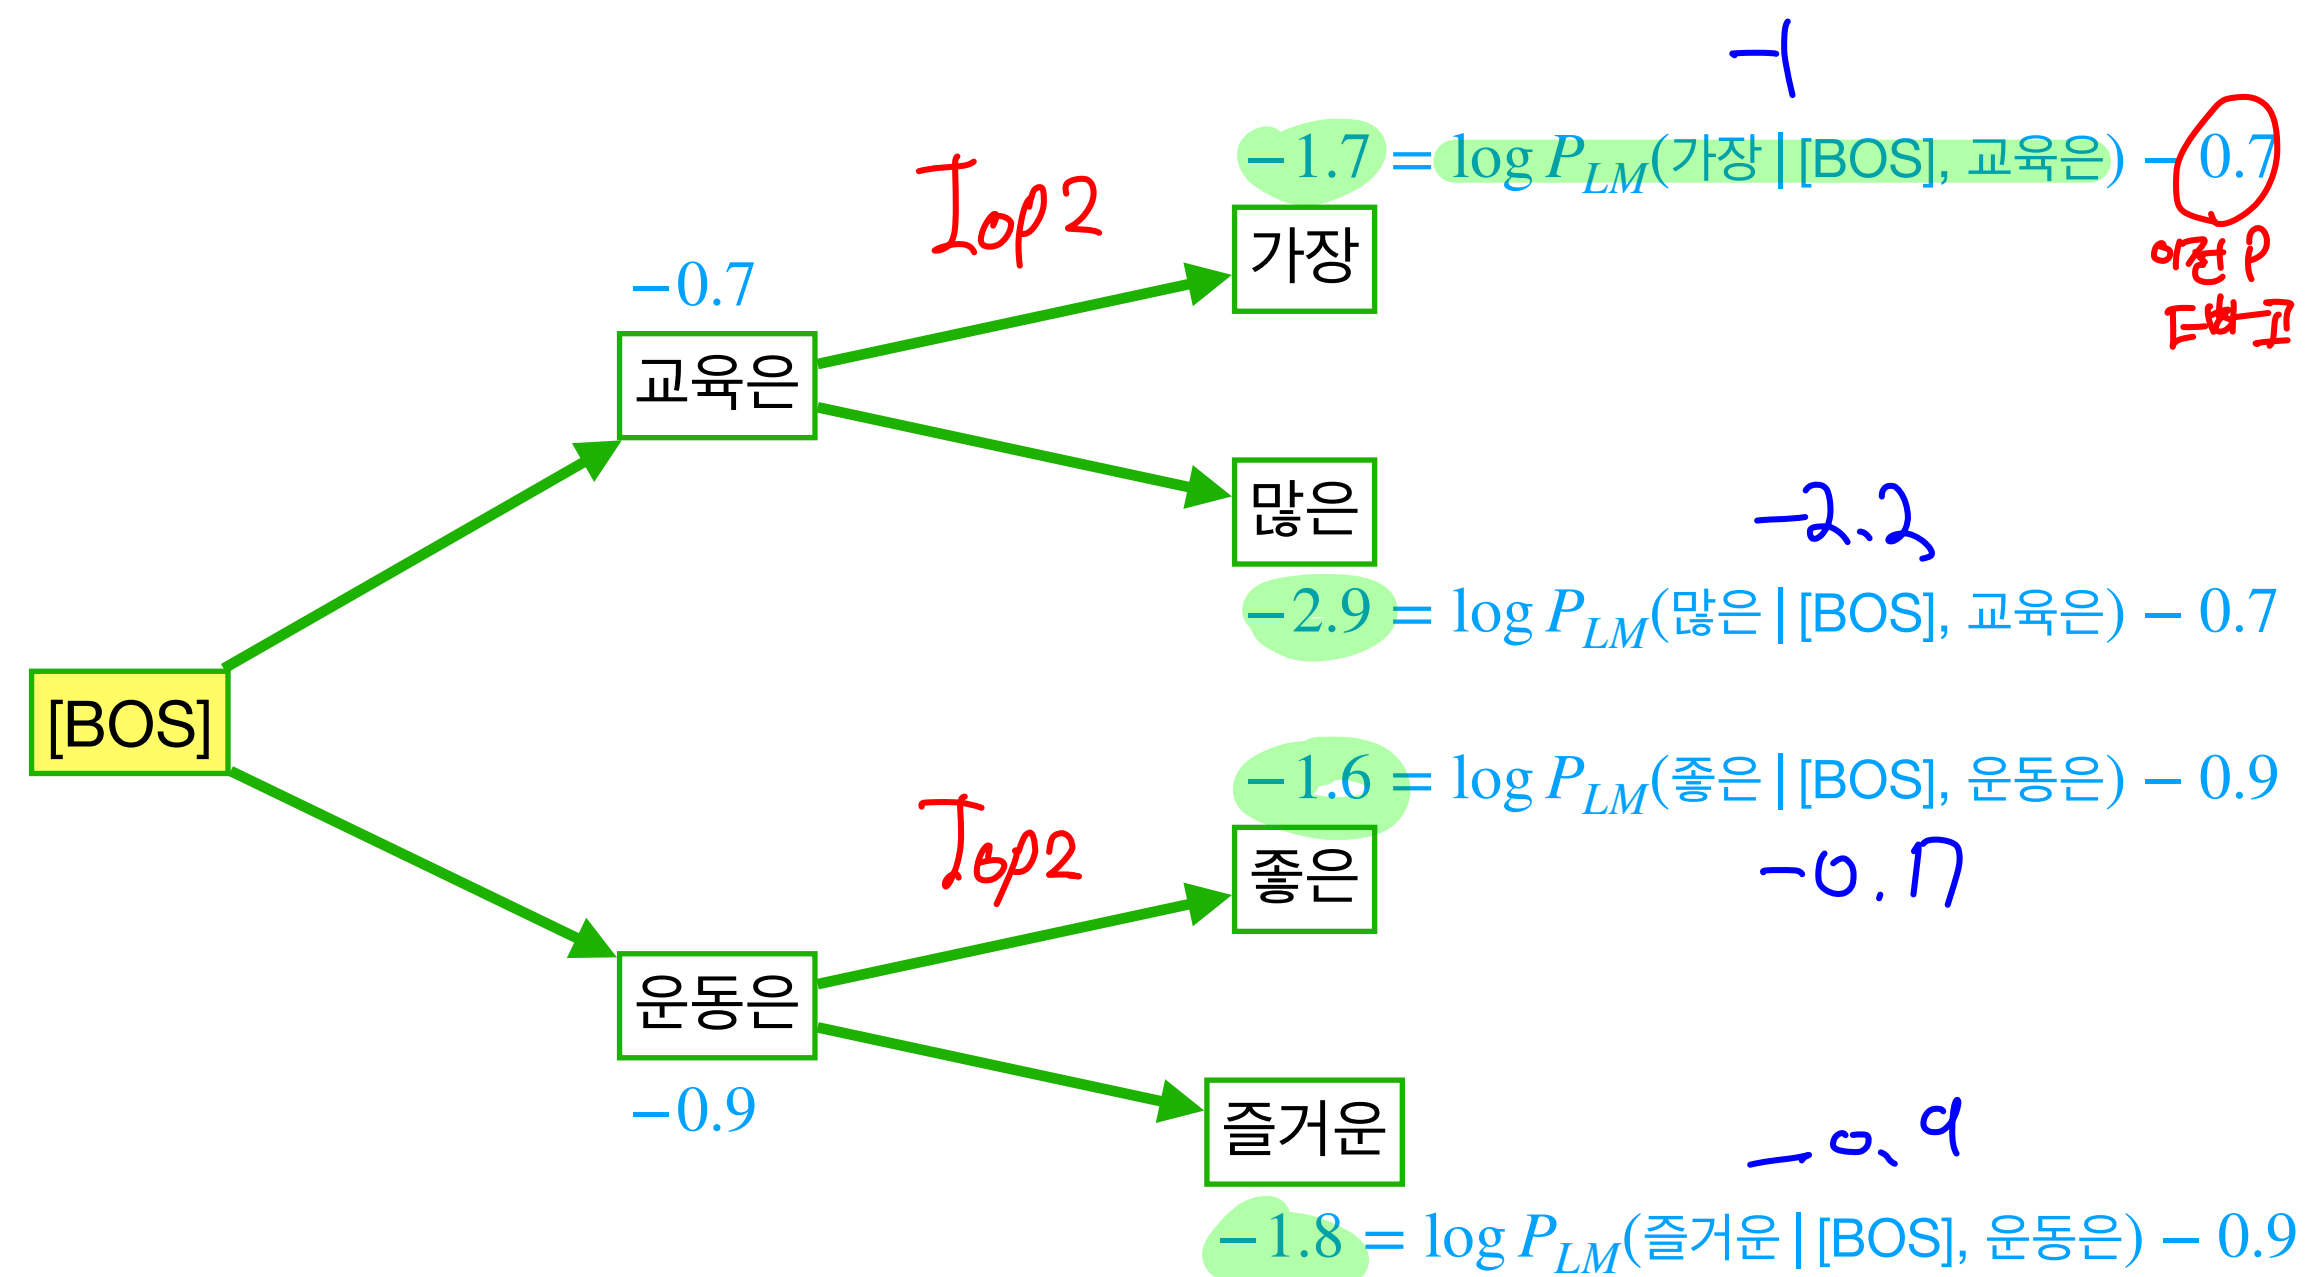 -1
−1.7 = log P_LM(가장 | [BOS], 교육은) − 0.7
Top2
이전 P
더하고
가장
−0.7
교육은
많은
-2.2
−2.9 = log P_LM(많은 | [BOS], 교육은) − 0.7
[BOS]
−1.6 = log P_LM(좋은 | [BOS], 운동은) − 0.9
Top2
좋은
-0.7
운동은
−0.9
즐거운
-0.9
−1.8 = log P_LM(즐거운 | [BOS], 운동은) − 0.9